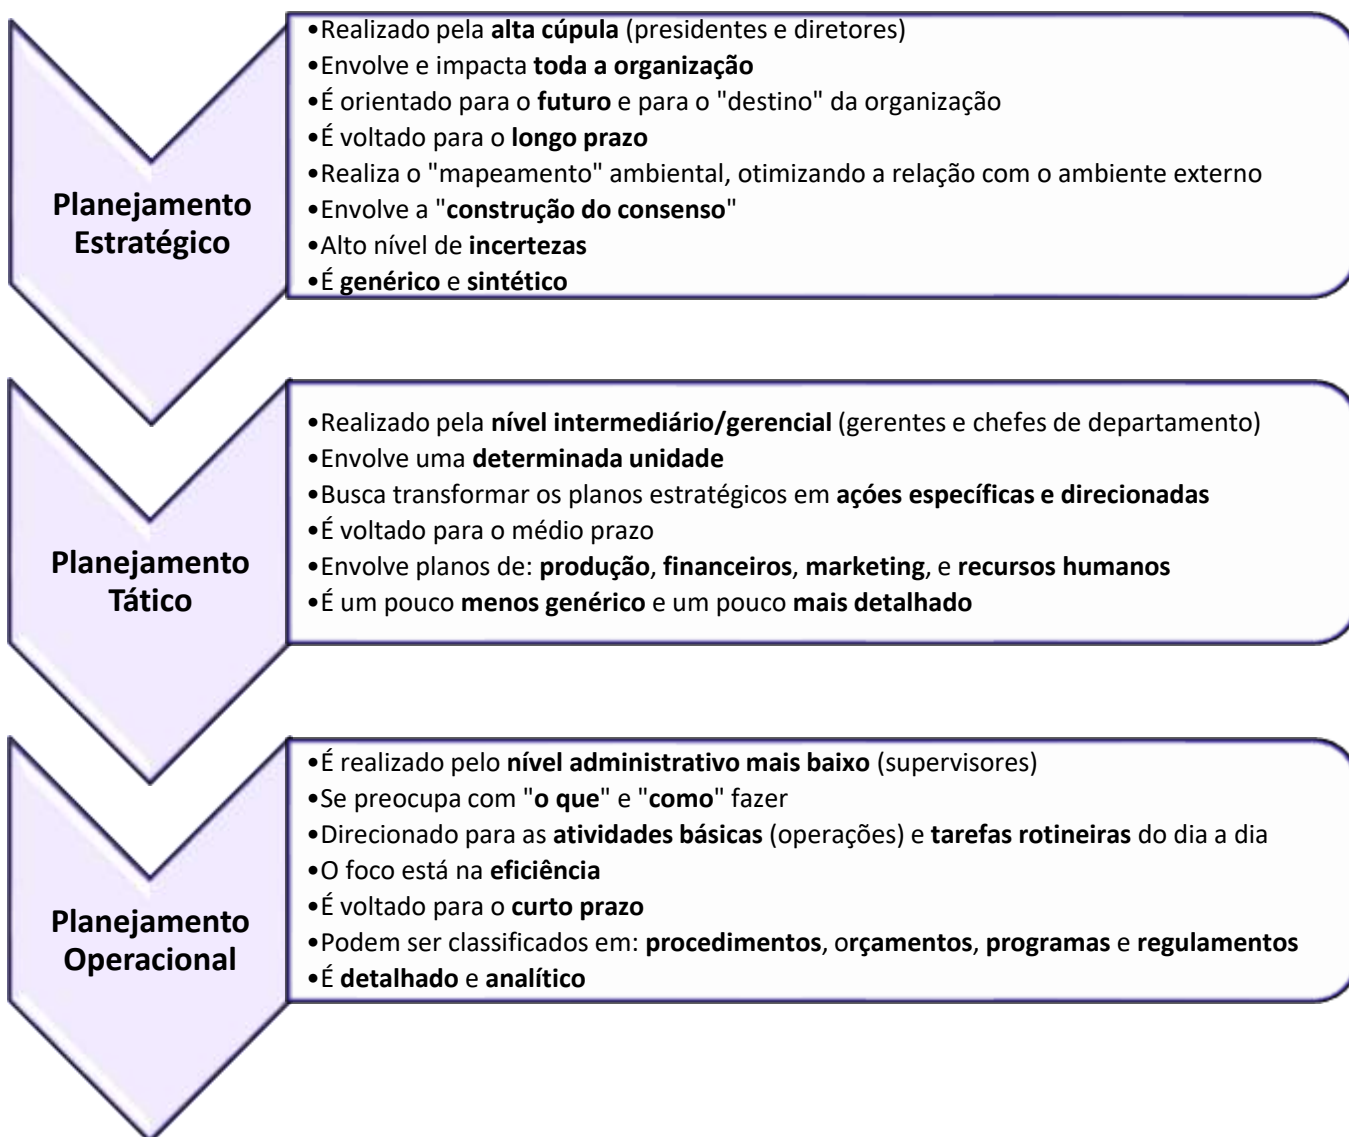 Planejamento
Estratégico
•Realizado pela alta cúpula (presidentes e diretores)
•Envolve e impacta toda a organização
•É orientado para o futuro e para o "destino" da organização
•É voltado para o longo prazo
•Realiza o "mapeamento" ambiental, otimizando a relação com o ambiente externo
•Envolve a "construção do consenso"
•Alto nível de incertezas
•É genérico e sintético
Planejamento
Tático
•Realizado pela nível intermediário/gerencial (gerentes e chefes de departamento)
•Envolve uma determinada unidade
•Busca transformar os planos estratégicos em açóes específicas e direcionadas
•É voltado para o médio prazo
•Envolve planos de: produção, financeiros, marketing, e recursos humanos
•É um pouco menos genérico e um pouco mais detalhado
Planejamento
Operacional
•É realizado pelo nível administrativo mais baixo (supervisores)
•Se preocupa com "o que" e "como" fazer
•Direcionado para as atividades básicas (operações) e tarefas rotineiras do dia a dia
•O foco está na eficiência
•É voltado para o curto prazo
•Podem ser classificados em: procedimentos, orçamentos, programas e regulamentos
•É detalhado e analítico